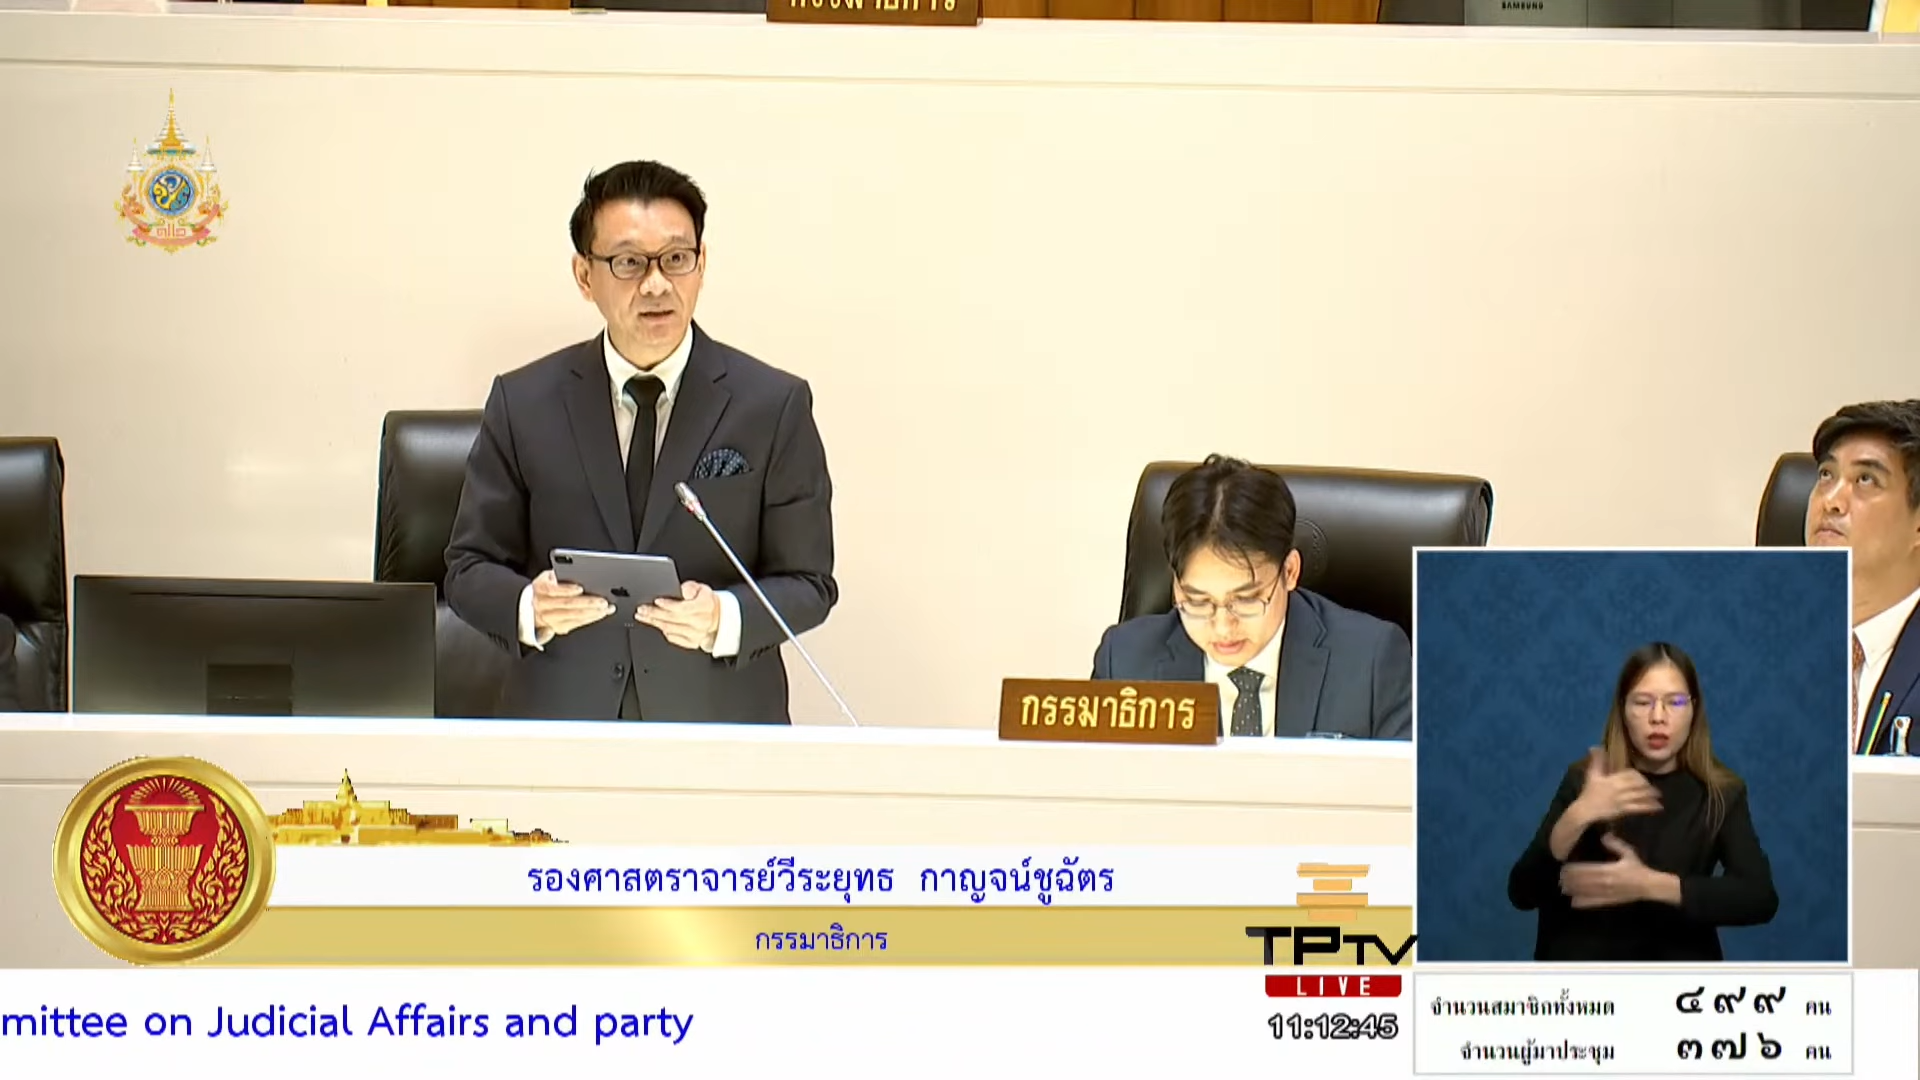 SAMSUNG
กรรมาธิการ
รองศาสตราจารย์วีระยุทธ กาญจน์ชูฉัตร
กรรมาธิการ
TPTV
LIVE
11:12:45
mittee on Judicial Affairs and party
จำนวนสมาชิกทั้งหมด ๔๙๙ คน
จำนวนผู้มาประชุม ๓๗๖ คน